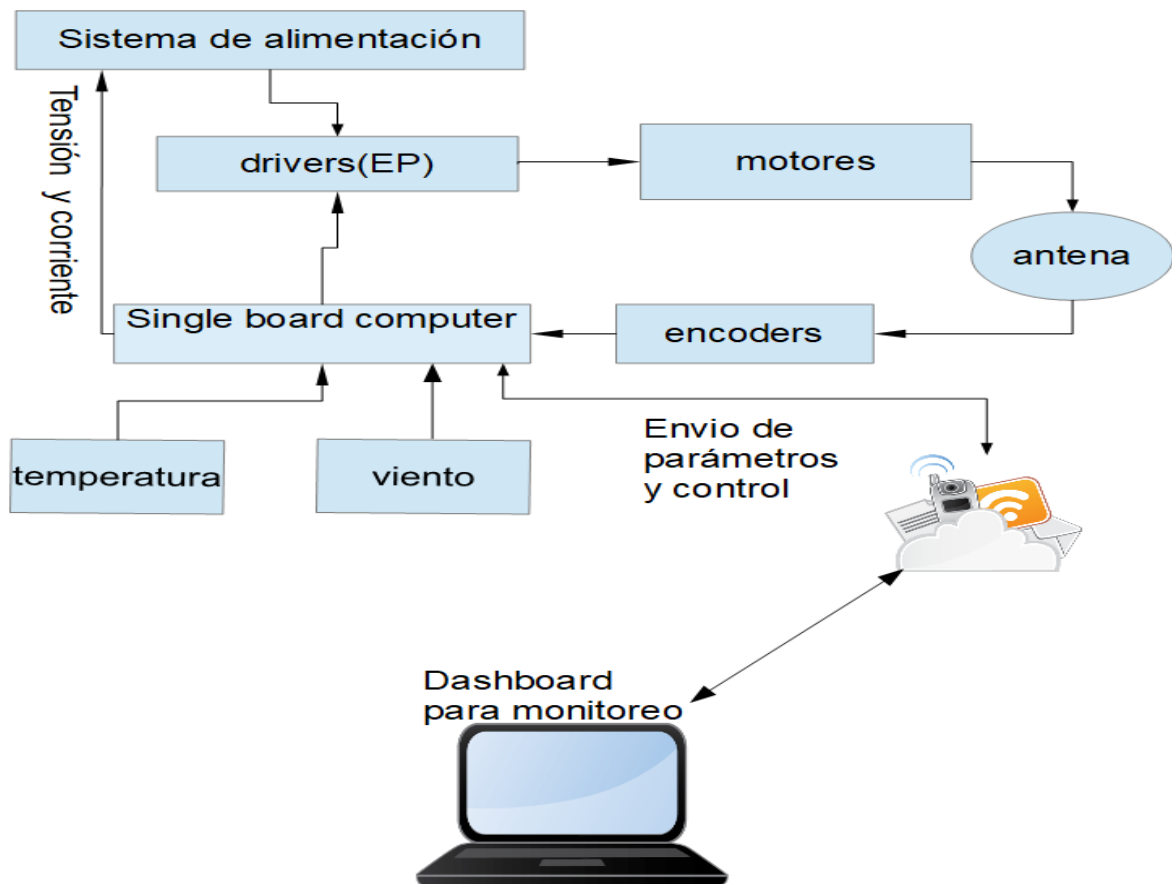 Sistema de alimentación
Tensión y corriente
drivers(EP)
motores
antena
Single board computer
encoders
temperatura
viento
Envio de
parámetros
y control
Dashboard
para monitoreo